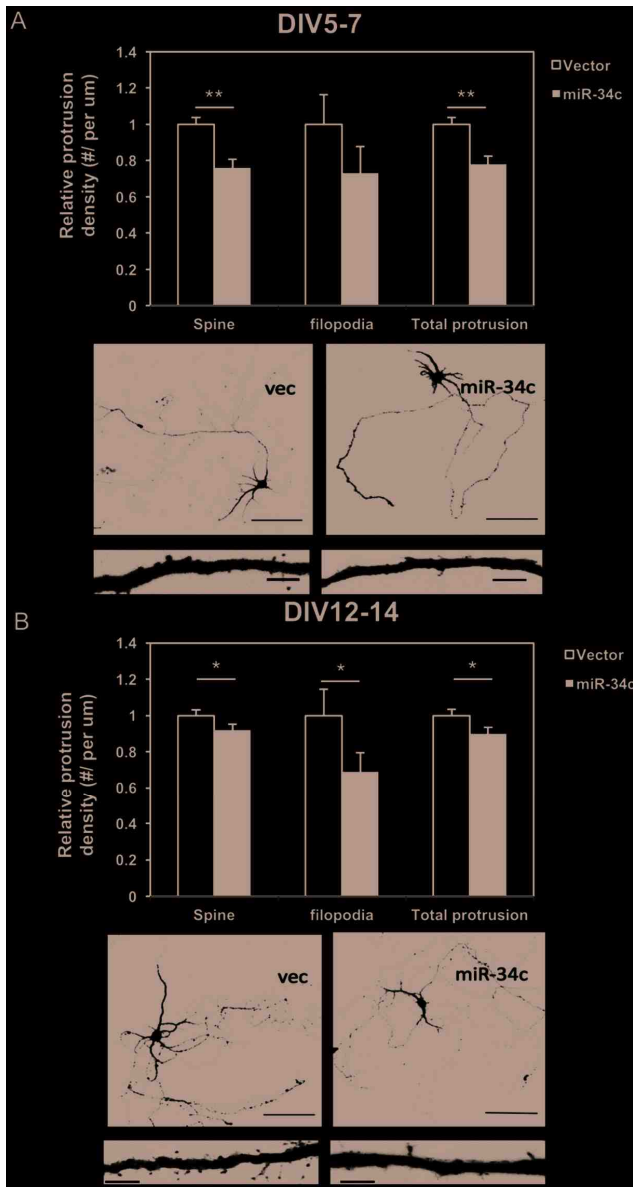 A
DIV5-7
1.4
1.2
1
0.8
0.6
0.4
0.2
0
Relative protrusion
density (#/ per um)
**
**
Vector
miR-34c
Spine
filopodia
Total protrusion
vec
miR-34c
B
DIV12-14
1.4
1.2
1
0.8
0.6
0.4
0.2
0
Relative protrusion
density (#/ per um)
*
*
*
Vector
miR-34c
Spine
filopodia
Total protrusion
vec
miR-34c